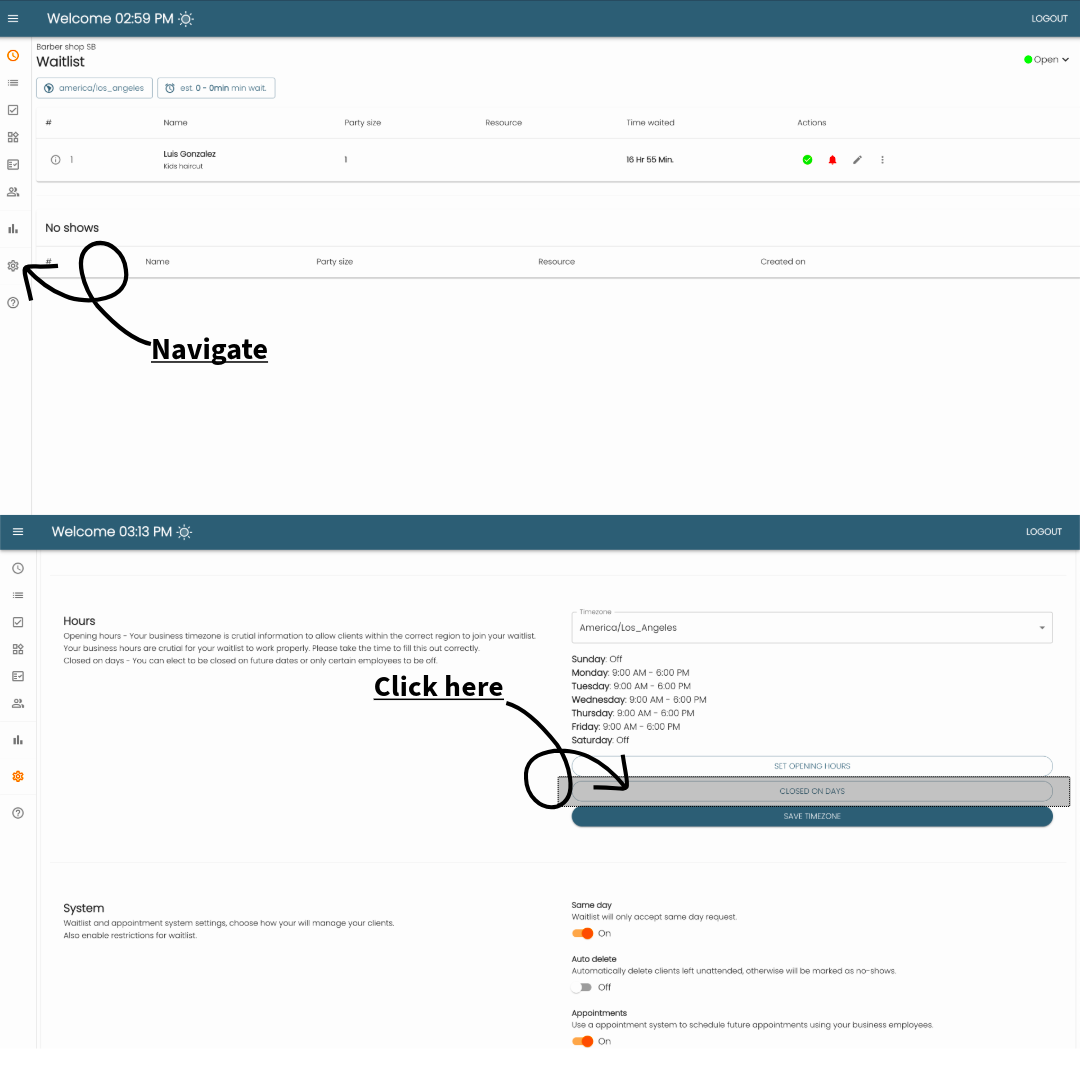 Welcome 02:59 PM
LOGOUT
Barber shop SB
Waitlist
Open
america/los_angeles
est. 0 - 0min min wait.
# Name Party size Resource Time waited Actions
1 Luis Gonzalez 1 16 Hr 55 Min.
Kids haircut
No shows
# Name Party size Resource Created on
Navigate
Welcome 03:13 PM
LOGOUT
Hours
Opening hours - Your business timezone is crutial information to allow clients within the correct region to join your waitlist.
Your business hours are crutial for your waitlist to work properly. Please take the time to fill this out correctly.
Closed on days - You can elect to be closed on future dates or only certain employees to be off.
Click here
Timezone
America/Los_Angeles
Sunday: Off
Monday: 9:00 AM - 6:00 PM
Tuesday: 9:00 AM - 6:00 PM
Wednesday: 9:00 AM - 6:00 PM
Thursday: 9:00 AM - 6:00 PM
Friday: 9:00 AM - 6:00 PM
Saturday: Off
SET OPENING HOURS
CLOSED ON DAYS
SAVE TIMEZONE
System
Waitlist and appointment system settings, choose how your will manage your clients.
Also enable restrictions for waitlist.
Same day
Waitlist will only accept same day request.
On
Auto delete
Automatically delete clients left unattended, otherwise will be marked as no-shows.
Off
Appointments
Use a appointment system to schedule future appointments using your business employees.
On